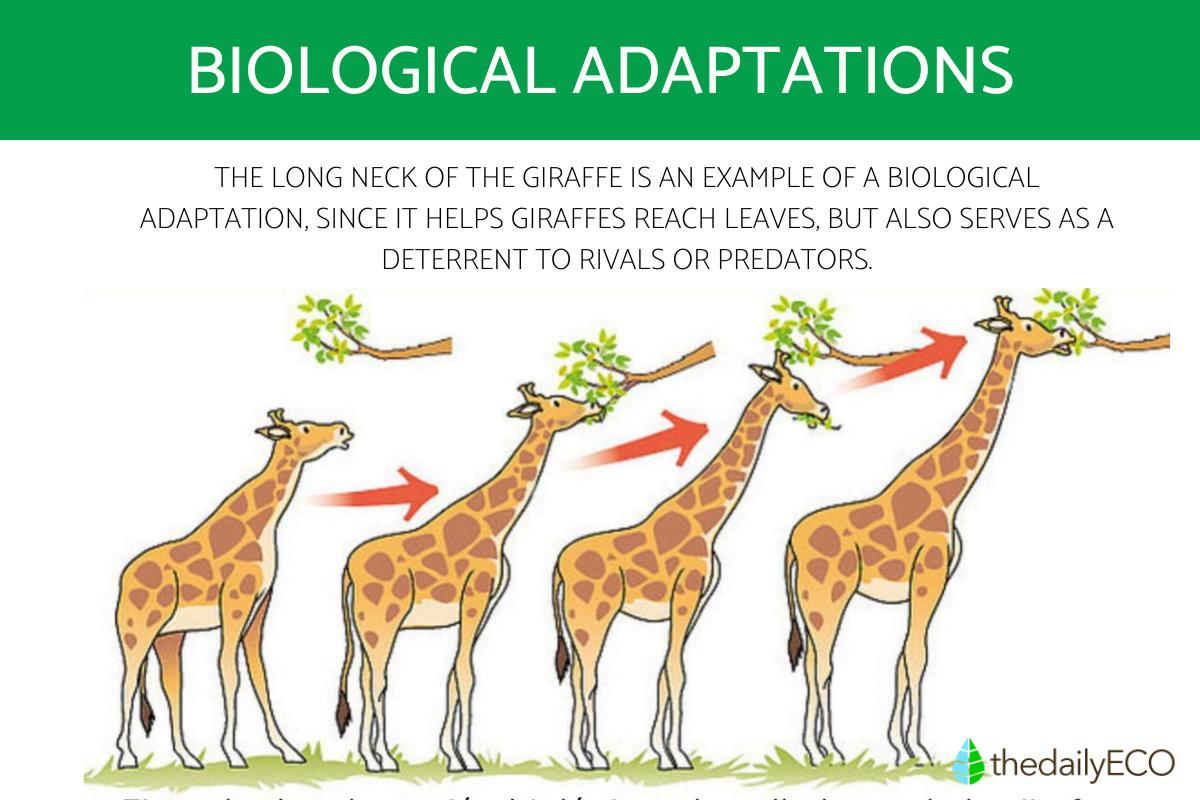 BIOLOGICAL ADAPTATIONS
THE LONG NECK OF THE GIRAFFE IS AN EXAMPLE OF A BIOLOGICAL
ADAPTATION, SINCE IT HELPS GIRAFFES REACH LEAVES, BUT ALSO SERVES AS A
DETERRENT TO RIVALS OR PREDATORS.
thedailyECO